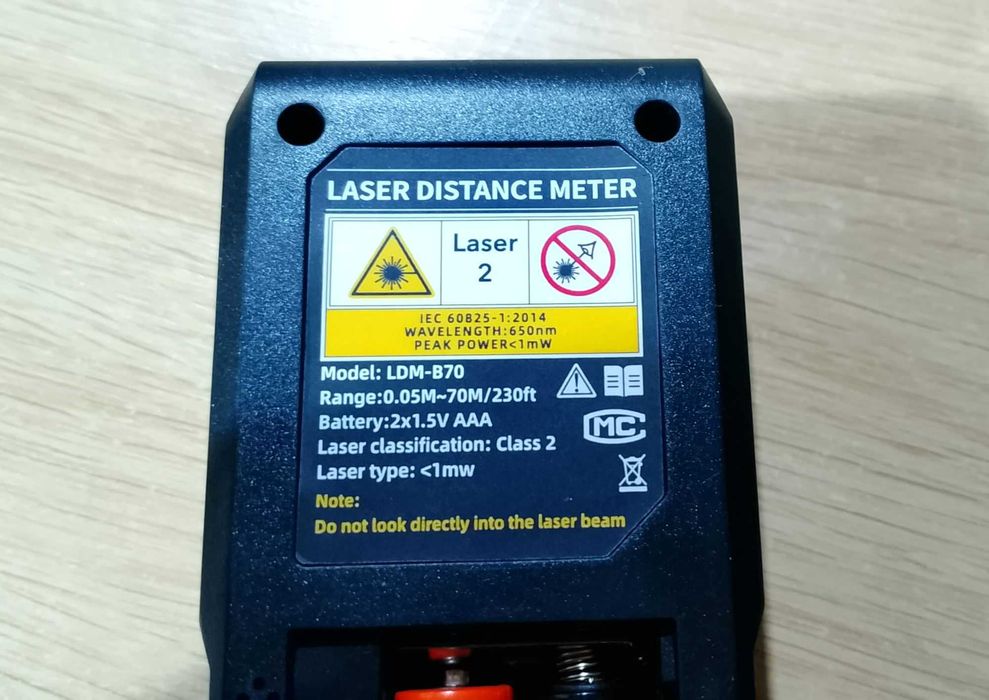 LASER DISTANCE METER
Laser
2
IEC 60825-1:2014
WAVELENGTH:650nm
PEAK POWER<1mW
Model: LDM-B70
Range:0.05M~70M/230ft
Battery:2x1.5V AAA
MC
Laser classification: Class 2
Laser type: <1mw
Note:
Do not look directly into the laser beam